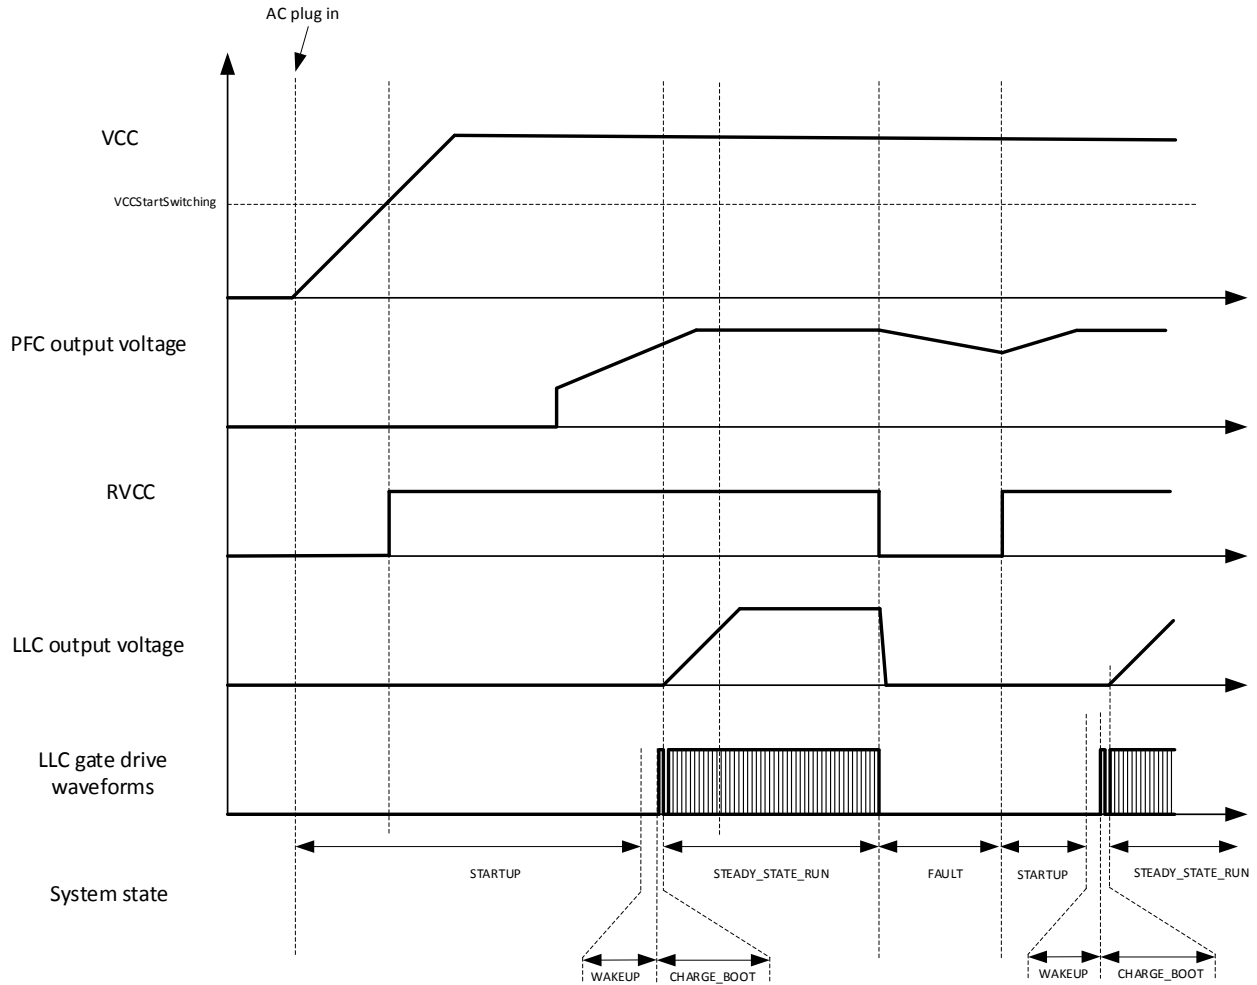 AC plug in
VCC
VCCStartSwitching
PFC output voltage
RVCC
LLC output voltage
LLC gate drive
waveforms
System state
STARTUP
STEADY_STATE_RUN
FAULT
STARTUP
STEADY_STATE_RUN
WAKEUP
CHARGE_BOOT
WAKEUP
CHARGE_BOOT